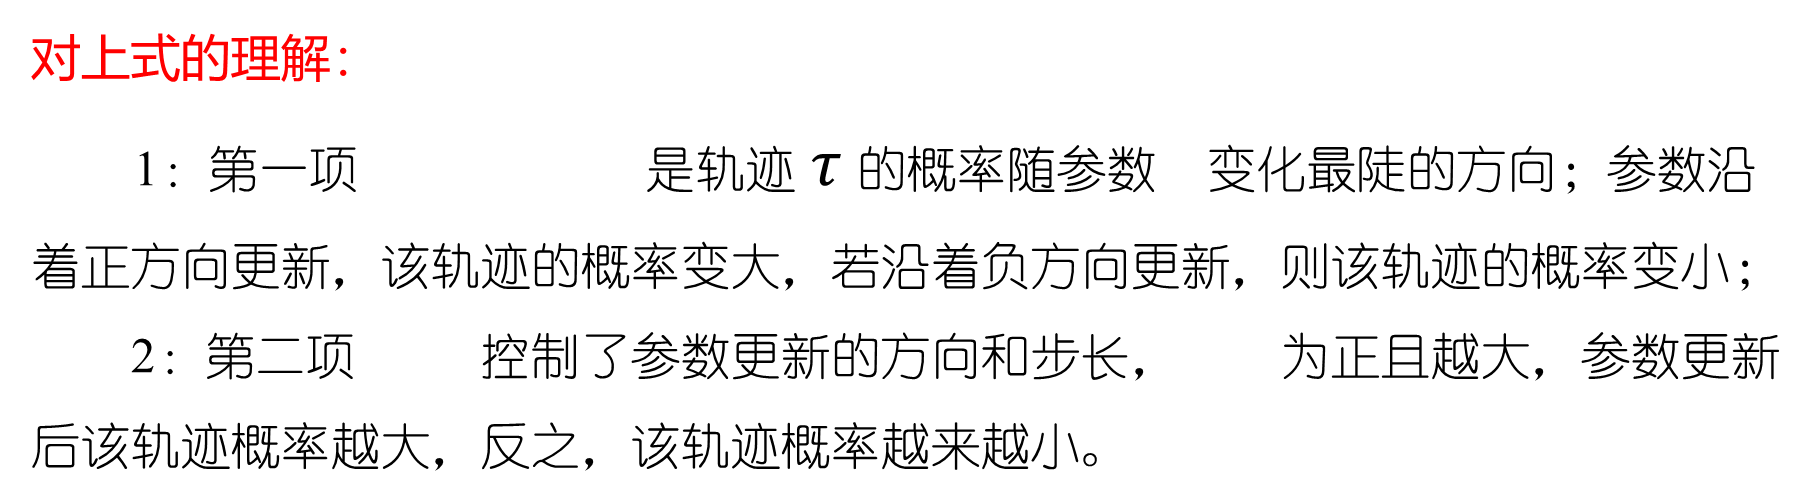 对上式的理解：
1：第一项 是轨迹 τ 的概率随参数 变化最陡的方向；参数沿
着正方向更新，该轨迹的概率变大，若沿着负方向更新，则该轨迹的概率变小；
2：第二项 控制了参数更新的方向和步长， 为正且越大，参数更新
后该轨迹概率越大，反之，该轨迹概率越来越小。